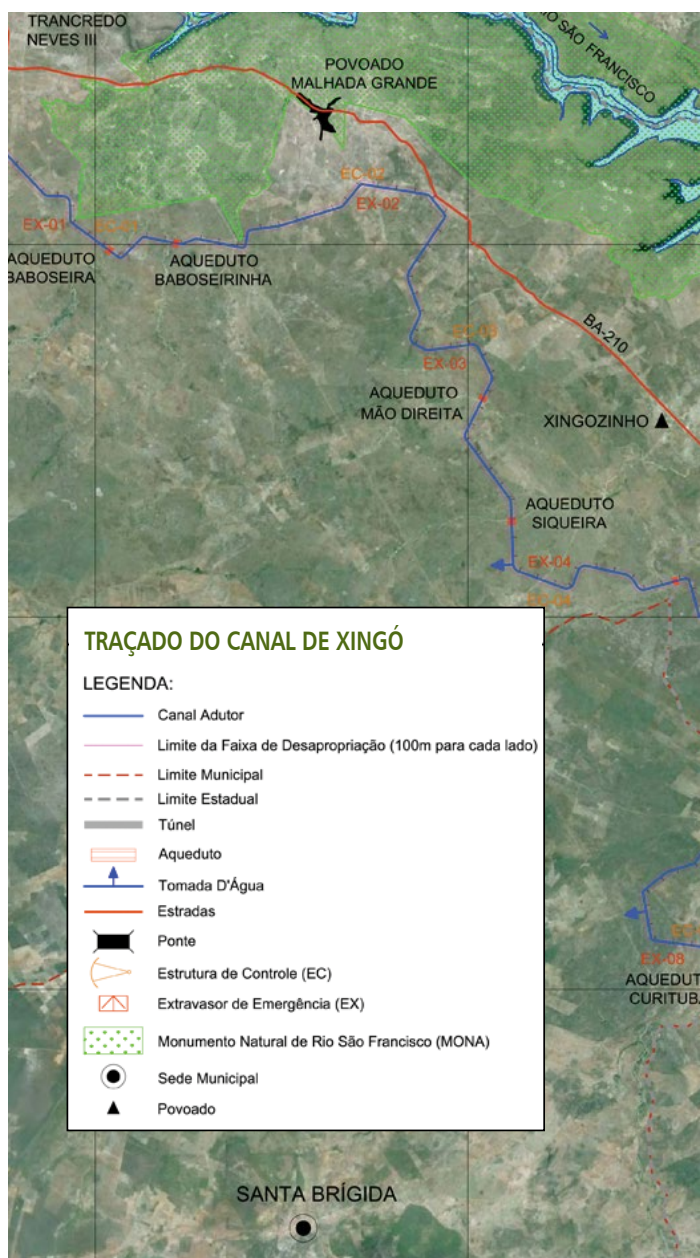 TRANCREDO
NEVES III
POVOADO
MALHADA GRANDE
SÃO FRANCISCO
EC-02
EX-01
EC-01
EX-02
AQUEDUTO
BABOSEIRA
AQUEDUTO
BABOSEIRINHA
BA-210
EC-03
EX-03
AQUEDUTO
MÃO DIREITA
XINGOZINHO
AQUEDUTO
SIQUEIRA
EX-04
EC-04
TRAÇADO DO CANAL DE XINGÓ
LEGENDA:
Canal Adutor
Limite da Faixa de Desapropriação (100m para cada lado)
Limite Municipal
Limite Estadual
Túnel
Aqueduto
Tomada D'Água
Estradas
Ponte
Estrutura de Controle (EC)
Extravasor de Emergência (EX)
Monumento Natural de Rio São Francisco (MONA)
Sede Municipal
Povoado
EX-08
SANTA BRÍGIDA